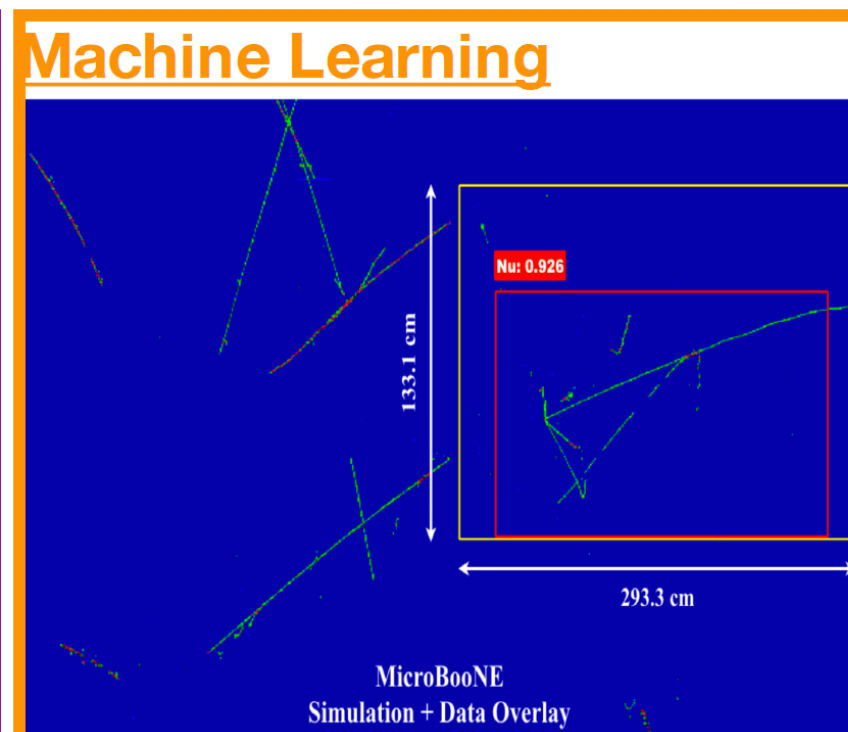 Machine Learning
Nu: 0.926
133.1 cm
293.3 cm
MicroBooNE
Simulation + Data Overlay